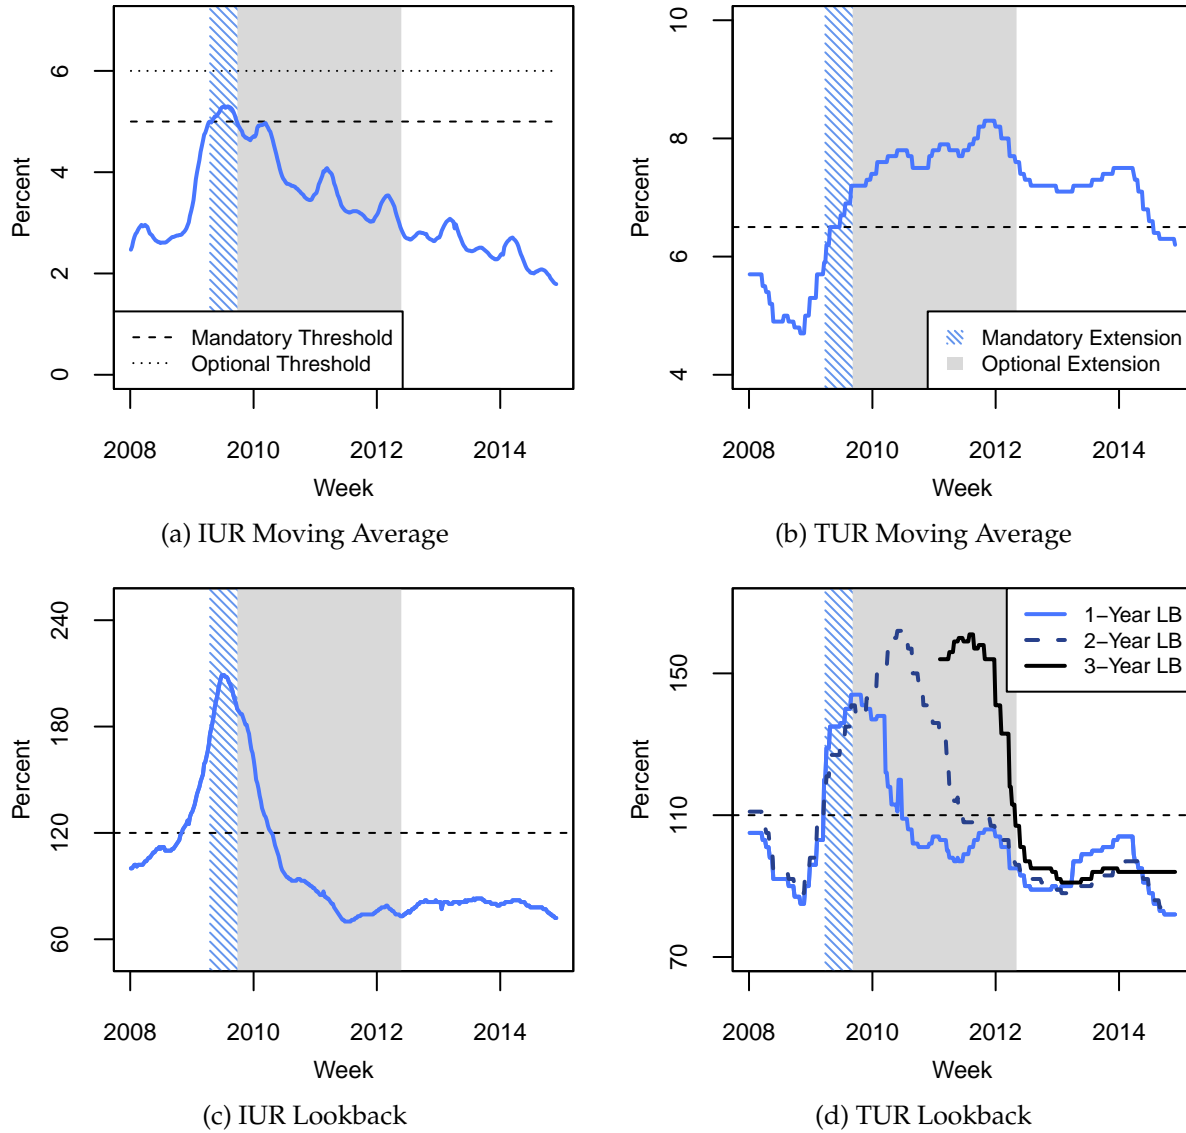 Percent
6
4
2
0
Mandatory Threshold
Optional Threshold
2008 2010 2012 2014
Week
(a) IUR Moving Average
Percent
10
8
6
4
Mandatory Extension
Optional Extension
2008 2010 2012 2014
Week
(b) TUR Moving Average
Percent
240
180
120
60
2008 2010 2012 2014
Week
(c) IUR Lookback
Percent
150
110
70
1−Year LB
2−Year LB
3−Year LB
2008 2010 2012 2014
Week
(d) TUR Lookback